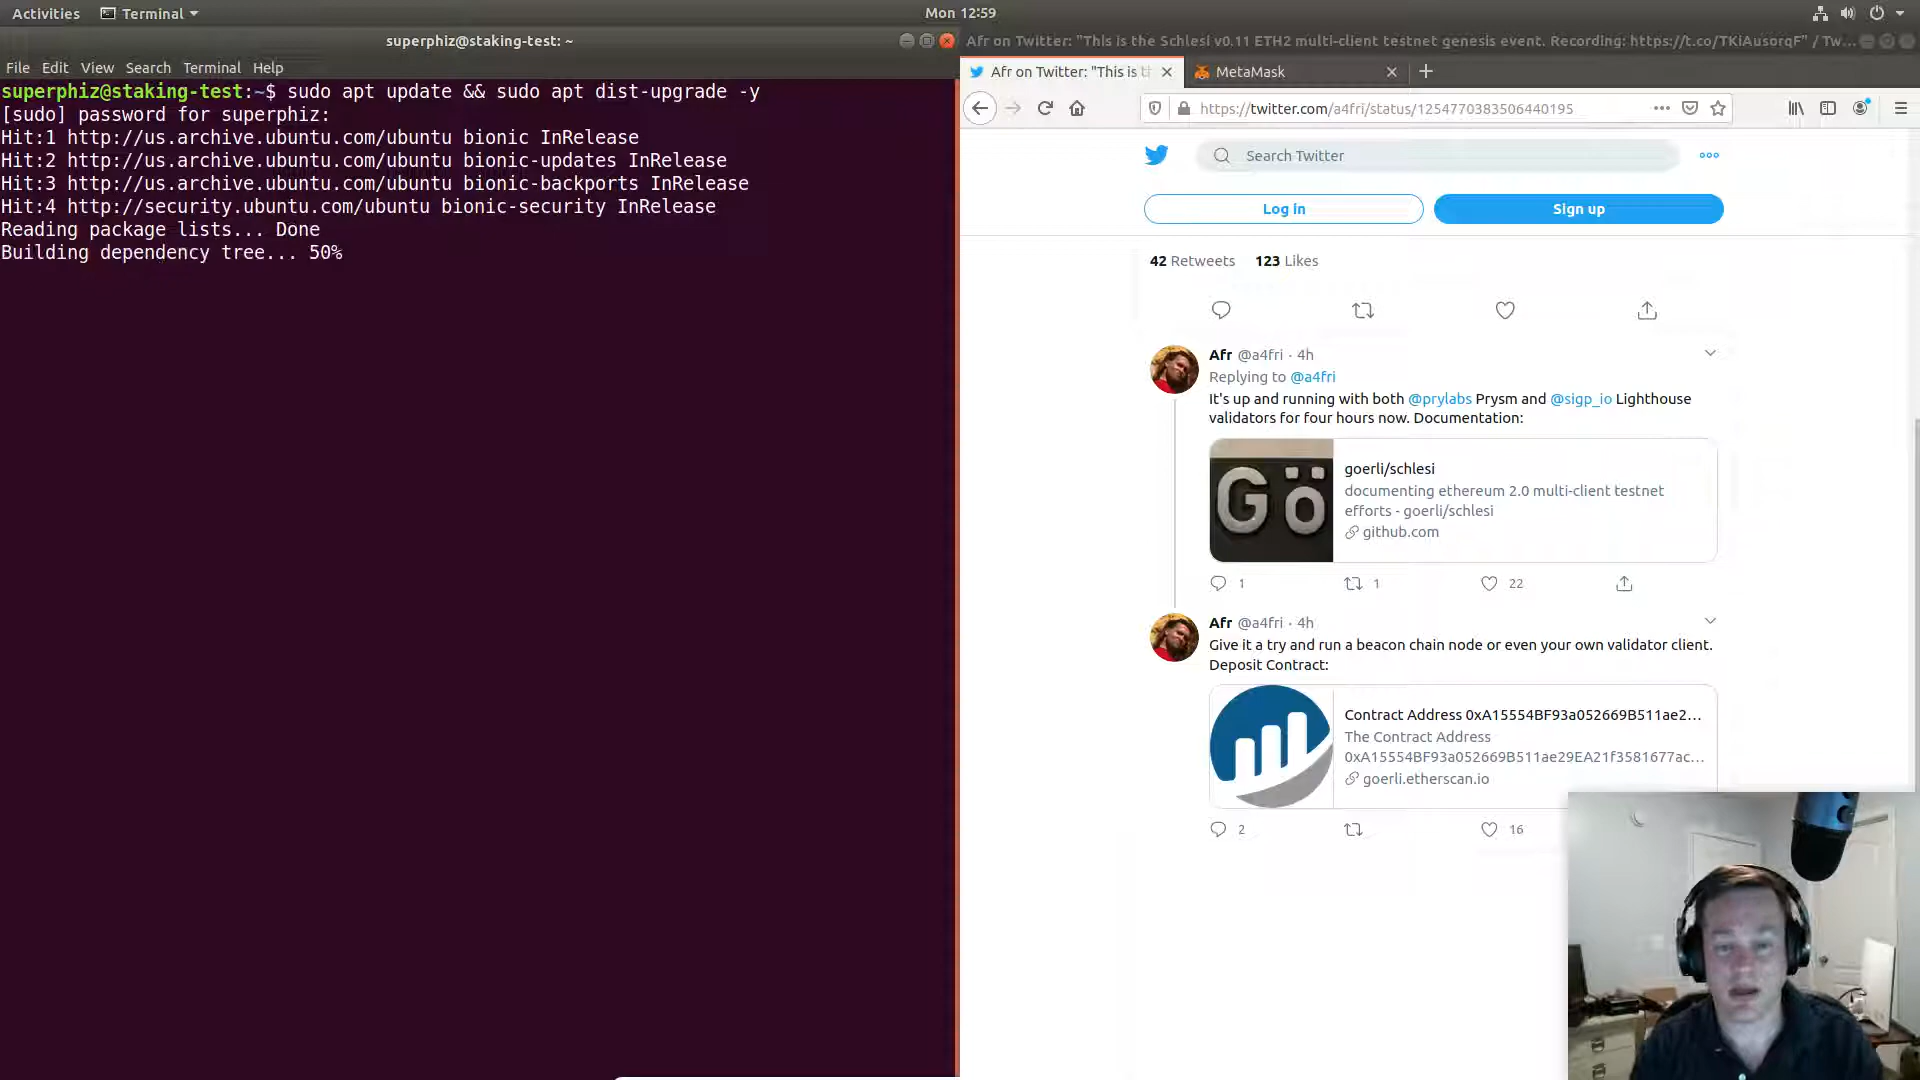 Activities
Terminal
Mon 12:59
superphiz@staking-test: ~
File Edit View Search Terminal Help
superphiz@staking-test:~$ sudo apt update && sudo apt dist-upgrade -y
[sudo] password for superphiz:
Hit:1 http://us.archive.ubuntu.com/ubuntu bionic InRelease
Hit:2 http://us.archive.ubuntu.com/ubuntu bionic-updates InRelease
Hit:3 http://us.archive.ubuntu.com/ubuntu bionic-backports InRelease
Hit:4 http://security.ubuntu.com/ubuntu bionic-security InRelease
Reading package lists... Done
Building dependency tree... 50%
Afr on Twitter: "This is the Schlesi v0.11 ETH2 multi-client testnet genesis event. Recording: https://t.co/TKiAusorqF" / Tw...
Afr on Twitter: "This is t
MetaMask
https://twitter.com/a4fri/status/1254770383506440195
Search Twitter
Log in
Sign up
42 Retweets 123 Likes
Afr @a4fri · 4h
Replying to @a4fri
It's up and running with both @prylabs Prysm and @sigp_io Lighthouse
validators for four hours now. Documentation:
Gö
goerli/schlesi
documenting ethereum 2.0 multi-client testnet
efforts - goerli/schlesi
github.com
1 1 22
Afr @a4fri · 4h
Give it a try and run a beacon chain node or even your own validator client.
Deposit Contract:
Contract Address 0xA15554BF93a052669B511ae2...
The Contract Address
0xA15554BF93a052669B511ae29EA21f3581677ac...
goerli.etherscan.io
2 16